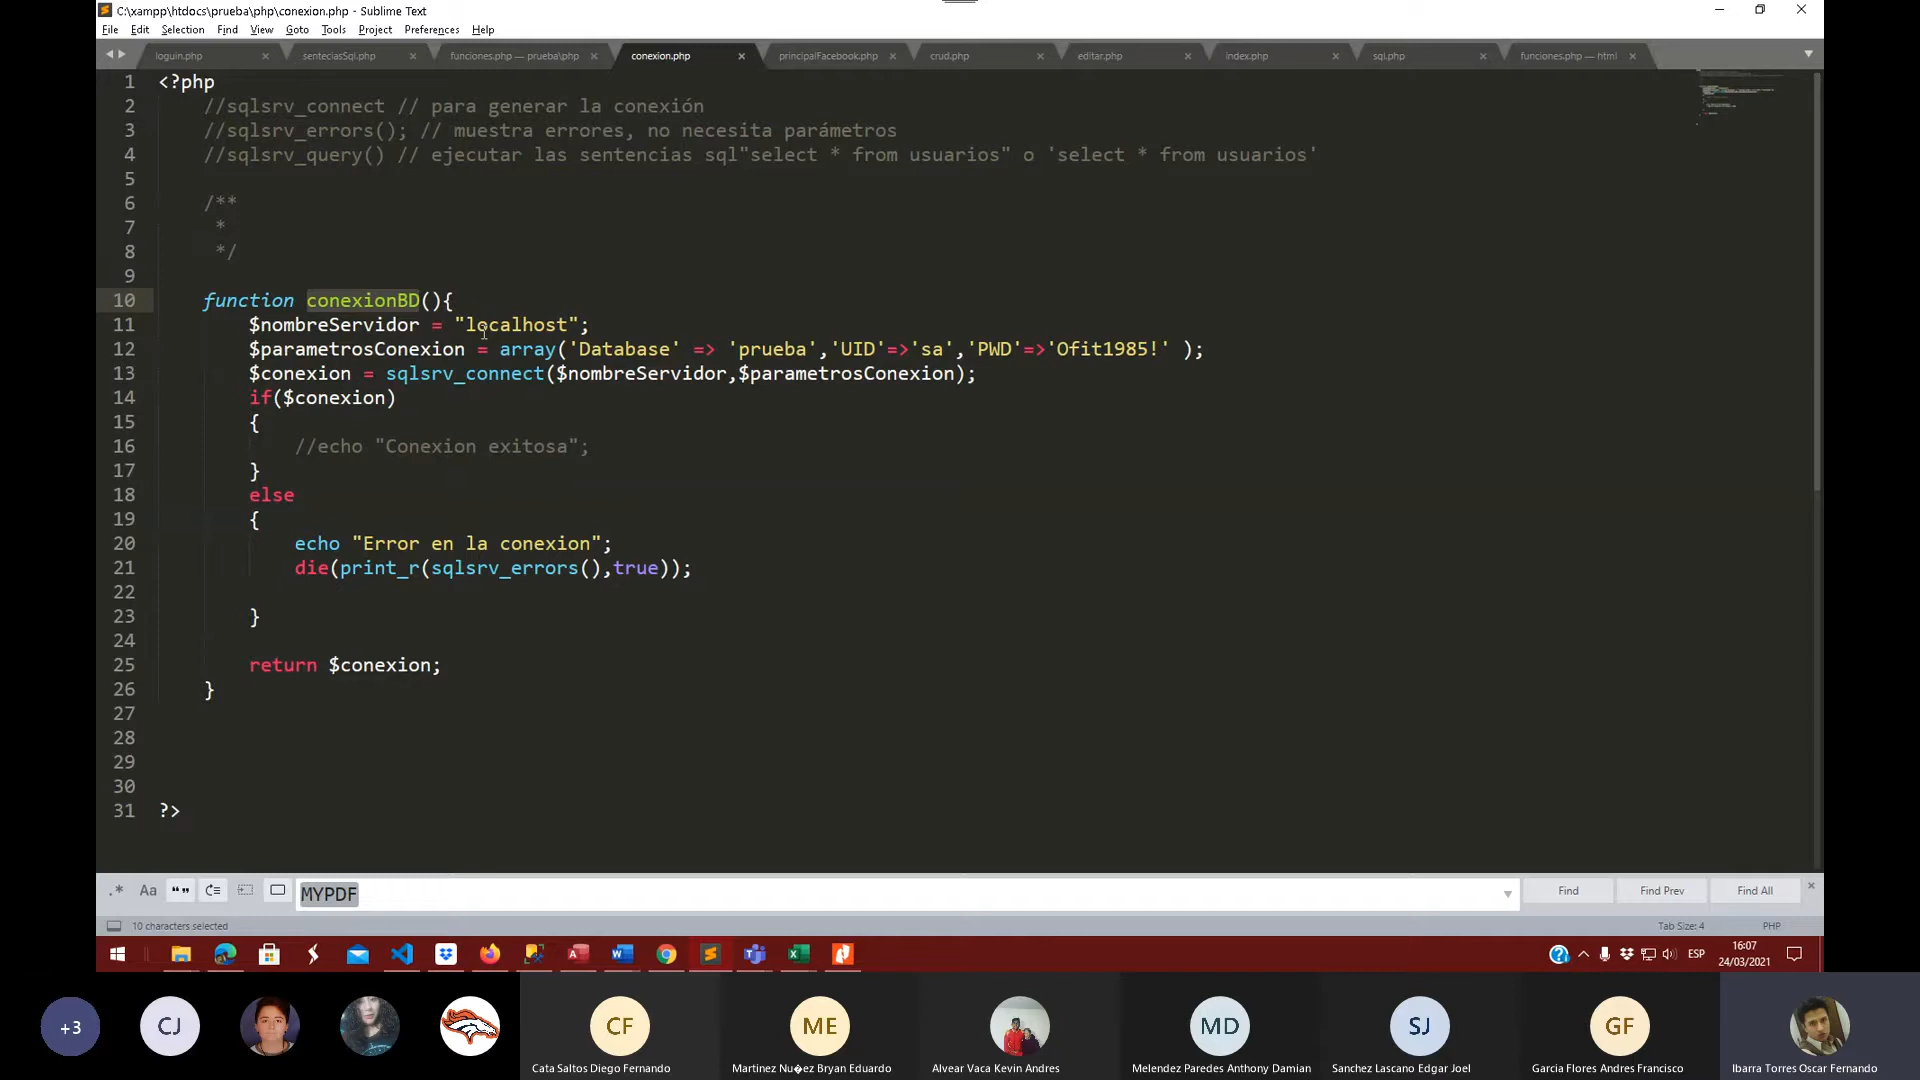 C:\xampp\htdocs\prueba\php\conexion.php - Sublime Text
File Edit Selection Find View Goto Tools Project Preferences Help
loguin.php senteciasSql.php funciones.php — prueba\php conexion.php principalFacebook.php crud.php editar.php index.php sql.php funciones.php — html
1 <?php
2 //sqlsrv_connect // para generar la conexión
3 //sqlsrv_errors(); // muestra errores, no necesita parámetros
4 //sqlsrv_query() // ejecutar las sentencias sql"select * from usuarios" o 'select * from usuarios'
5
6 /**
7 *
8 */
9
10 function conexionBD(){
11 $nombreServidor = "localhost";
12 $parametrosConexion = array('Database' => 'prueba','UID'=>'sa','PWD'=>'Ofit1985!' );
13 $conexion = sqlsrv_connect($nombreServidor,$parametrosConexion);
14 if($conexion)
15 {
16 //echo "Conexion exitosa";
17 }
18 else
19 {
20 echo "Error en la conexion";
21 die(print_r(sqlsrv_errors(),true));
22
23 }
24
25 return $conexion;
26 }
27
28
29
30
31 ?>
.* Aa “” MYPDF Find Find Prev Find All
10 characters selected Tab Size: 4 PHP
ESP 16:07
24/03/2021
+3 CJ CF ME MD SJ GF
Cata Saltos Diego Fernando Martinez Nu�ez Bryan Eduardo Alvear Vaca Kevin Andres Melendez Paredes Anthony Damian Sanchez Lascano Edgar Joel Garcia Flores Andres Francisco Ibarra Torres Oscar Fernando